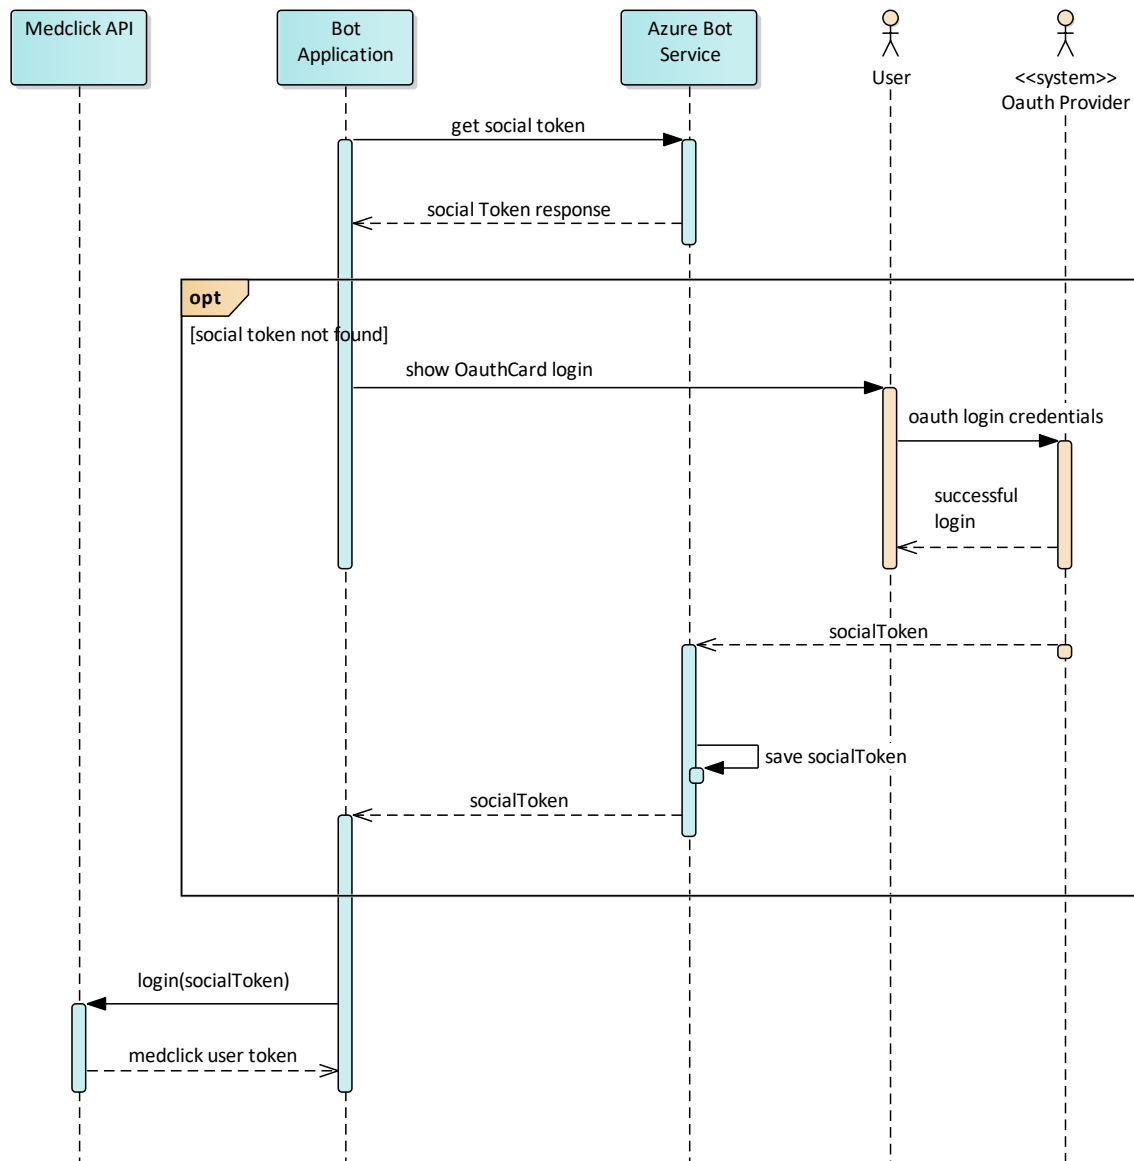 Medclick API
Bot
Application
Azure Bot
Service
User
<<system>>
Oauth Provider
get social token
social Token response
opt
[social token not found]
show OauthCard login
oauth login credentials
successful
login
socialToken
save socialToken
socialToken
login(socialToken)
medclick user token